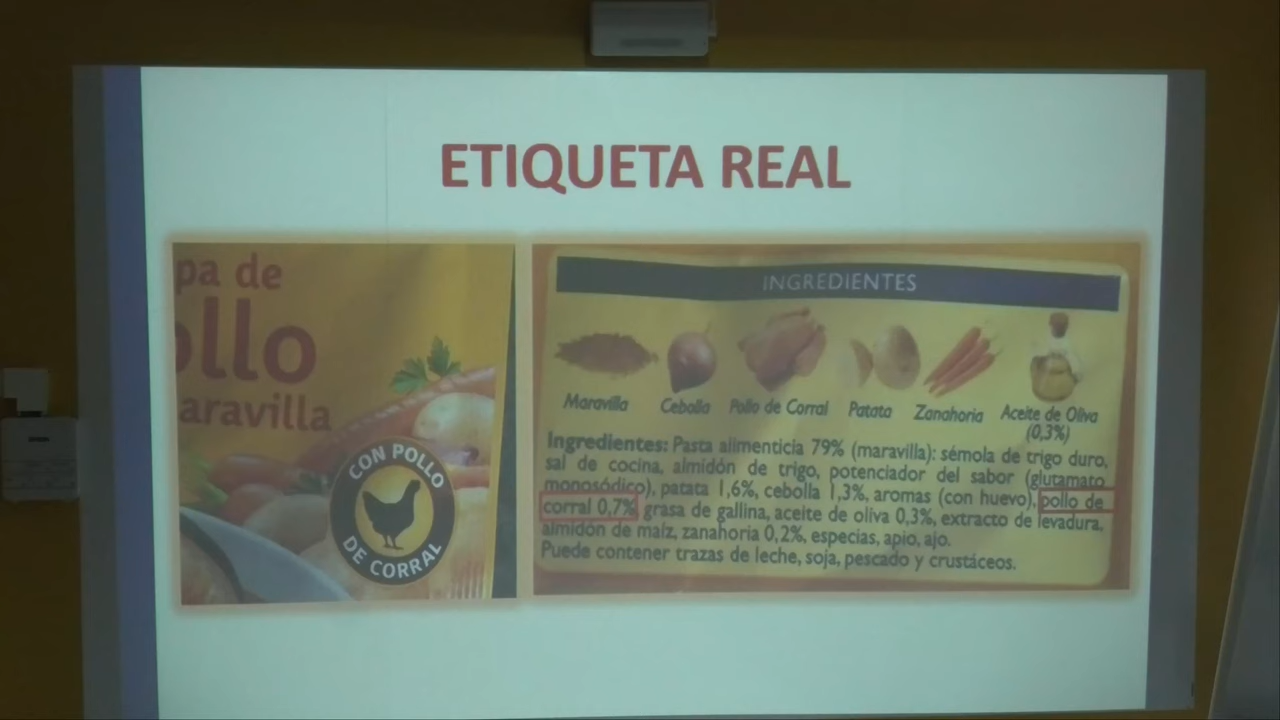 ETIQUETA REAL
pa de
ollo
aravilla
CON POLLO
DE CORRAL
INGREDIENTES
Maravilla
Cebolla
Pollo de Corral
Patata
Zanahoria
Aceite de Oliva
(0,3%)
Ingredientes: Pasta alimenticia 79% (maravilla): sémola de trigo duro,
sal de cocina, almidón de trigo, potenciador del sabor (glutamato
monosódico), patata 1,6%, cebolla 1,3%, aromas (con huevo), pollo de
corral 0,7%, grasa de gallina, aceite de oliva 0,3%, extracto de levadura,
almidón de maíz, zanahoria 0,2%, especias, apio, ajo.
Puede contener trazas de leche, soja, pescado y crustáceos.